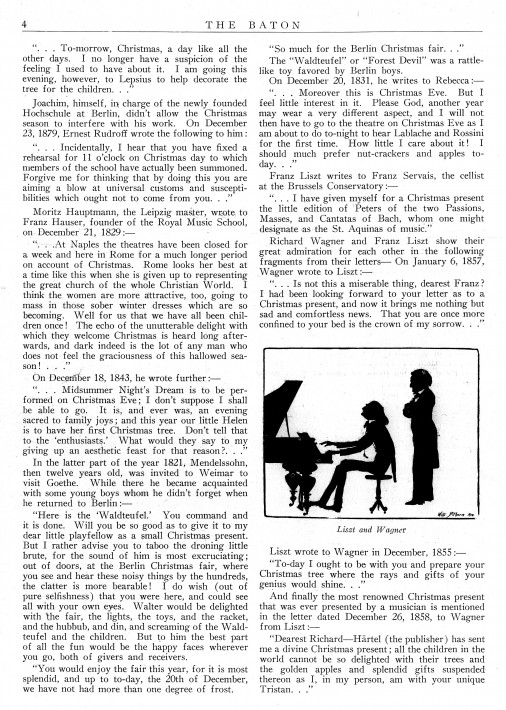 4
THE BATON
“. . . To-morrow, Christmas, a day like all the
other days. I no longer have a suspicion of the
feeling I used to have about it. I am going this
evening, however, to Lepsius to help decorate the
tree for the children. . .”
Joachim, himself, in charge of the newly founded
Hochschule at Berlin, didn’t allow the Christmas
season to interfere with his work. On December
23, 1879, Ernest Rudroff wrote the following to him:
“. . . Incidentally, I hear that you have fixed a
rehearsal for 11 o’clock on Christmas day to which
members of the school have actually been summoned.
Forgive me for thinking that by doing this you are
aiming a blow at universal customs and suscepti-
bilities which ought not to come from you. . .”
Moritz Hauptmann, the Leipzig master, wrote to
Franz Hauser, founder of the Royal Music School,
on December 21, 1829:—
“. . .At Naples the theatres have been closed for
a week and here in Rome for a much longer period
on account of Christmas. Rome looks her best at
a time like this when she is given up to representing
the great church of the whole Christian World. I
think the women are more attractive, too, going to
mass in those sober winter dresses which are so
becoming. Well for us that we have all been chil-
dren once! The echo of the unutterable delight with
which they welcome Christmas is heard long after-
wards, and dark indeed is the lot of any man who
does not feel the graciousness of this hallowed sea-
son! . . .”
On December 18, 1843, he wrote further:—
“. . . Midsummer Night’s Dream is to be per-
formed on Christmas Eve; I don’t suppose I shall
be able to go. It is, and ever was, an evening
sacred to family joys; and this year our little Helen
is to have her first Christmas tree. Don’t tell that
to the ‘enthusiasts.’ What would they say to my
giving up an aesthetic feast for that reason?. . .”
In the latter part of the year 1821, Mendelssohn,
then twelve years old, was invited to Weimar to
visit Goethe. While there he became acquainted
with some young boys whom he didn’t forget when
he returned to Berlin:—
“Here is the ‘Waldteufel.’ You command and
it is done. Will you be so good as to give it to my
dear little playfellow as a small Christmas present.
But I rather advise you to taboo the droning little
brute, for the sound of him is most excruciating;
out of doors, at the Berlin Christmas fair, where
you see and hear these noisy things by the hundreds,
the clatter is more bearable! I do wish (out of
pure selfishness) that you were here, and could see
all with your own eyes. Walter would be delighted
with the fair, the lights, the toys, and the racket,
and the hubbub, and din, and screaming of the Wald-
teufel and the children. But to him the best part
of all the fun would be the happy faces wherever
you go, both of givers and receivers.
“You would enjoy the fair this year, for it is most
splendid, and up to to-day, the 20th of December,
we have not had more than one degree of frost.
“So much for the Berlin Christmas fair. . .”
The “Waldteufel” or “Forest Devil” was a rattle-
like toy favored by Berlin boys.
On December 20, 1831, he writes to Rebecca:—
“. . . Moreover this is Christmas Eve. But I
feel little interest in it. Please God, another year
may wear a very different aspect, and I will not
then have to go to the theatre on Christmas Eve as I
am about to do to-night to hear Lablache and Rossini
for the first time. How little I care about it! I
should much prefer nut-crackers and apples to-
day. . .”
Franz Liszt writes to Franz Servais, the cellist
at the Brussels Conservatory:—
“. . . I have given myself for a Christmas present
the little edition of Peters of the two Passions,
Masses, and Cantatas of Bach, whom one might
designate as the St. Aquinas of music.”
Richard Wagner and Franz Liszt show their
great admiration for each other in the following
fragments from their letters— On January 6, 1857,
Wagner wrote to Liszt:—
“. . . Is not this a miserable thing, dearest Franz?
I had been looking forward to your letter as to a
Christmas present, and now it brings me nothing but
sad and comfortless news. That you are once more
confined to your bed is the crown of my sorrow. . .”
Liszt and Wagner
Liszt wrote to Wagner in December, 1855:—
“To-day I ought to be with you and prepare your
Christmas tree where the rays and gifts of your
genius would shine. . .”
And finally the most renowned Christmas present
that was ever presented by a musician is mentioned
in the letter dated December 26, 1858, to Wagner
from Liszt:—
“Dearest Richard—Härtel (the publisher) has sent
me a divine Christmas present; all the children in the
world cannot be so delighted with their trees and
the golden apples and splendid gifts suspended
thereon as I, in my person, am with your unique
Tristan. . .”